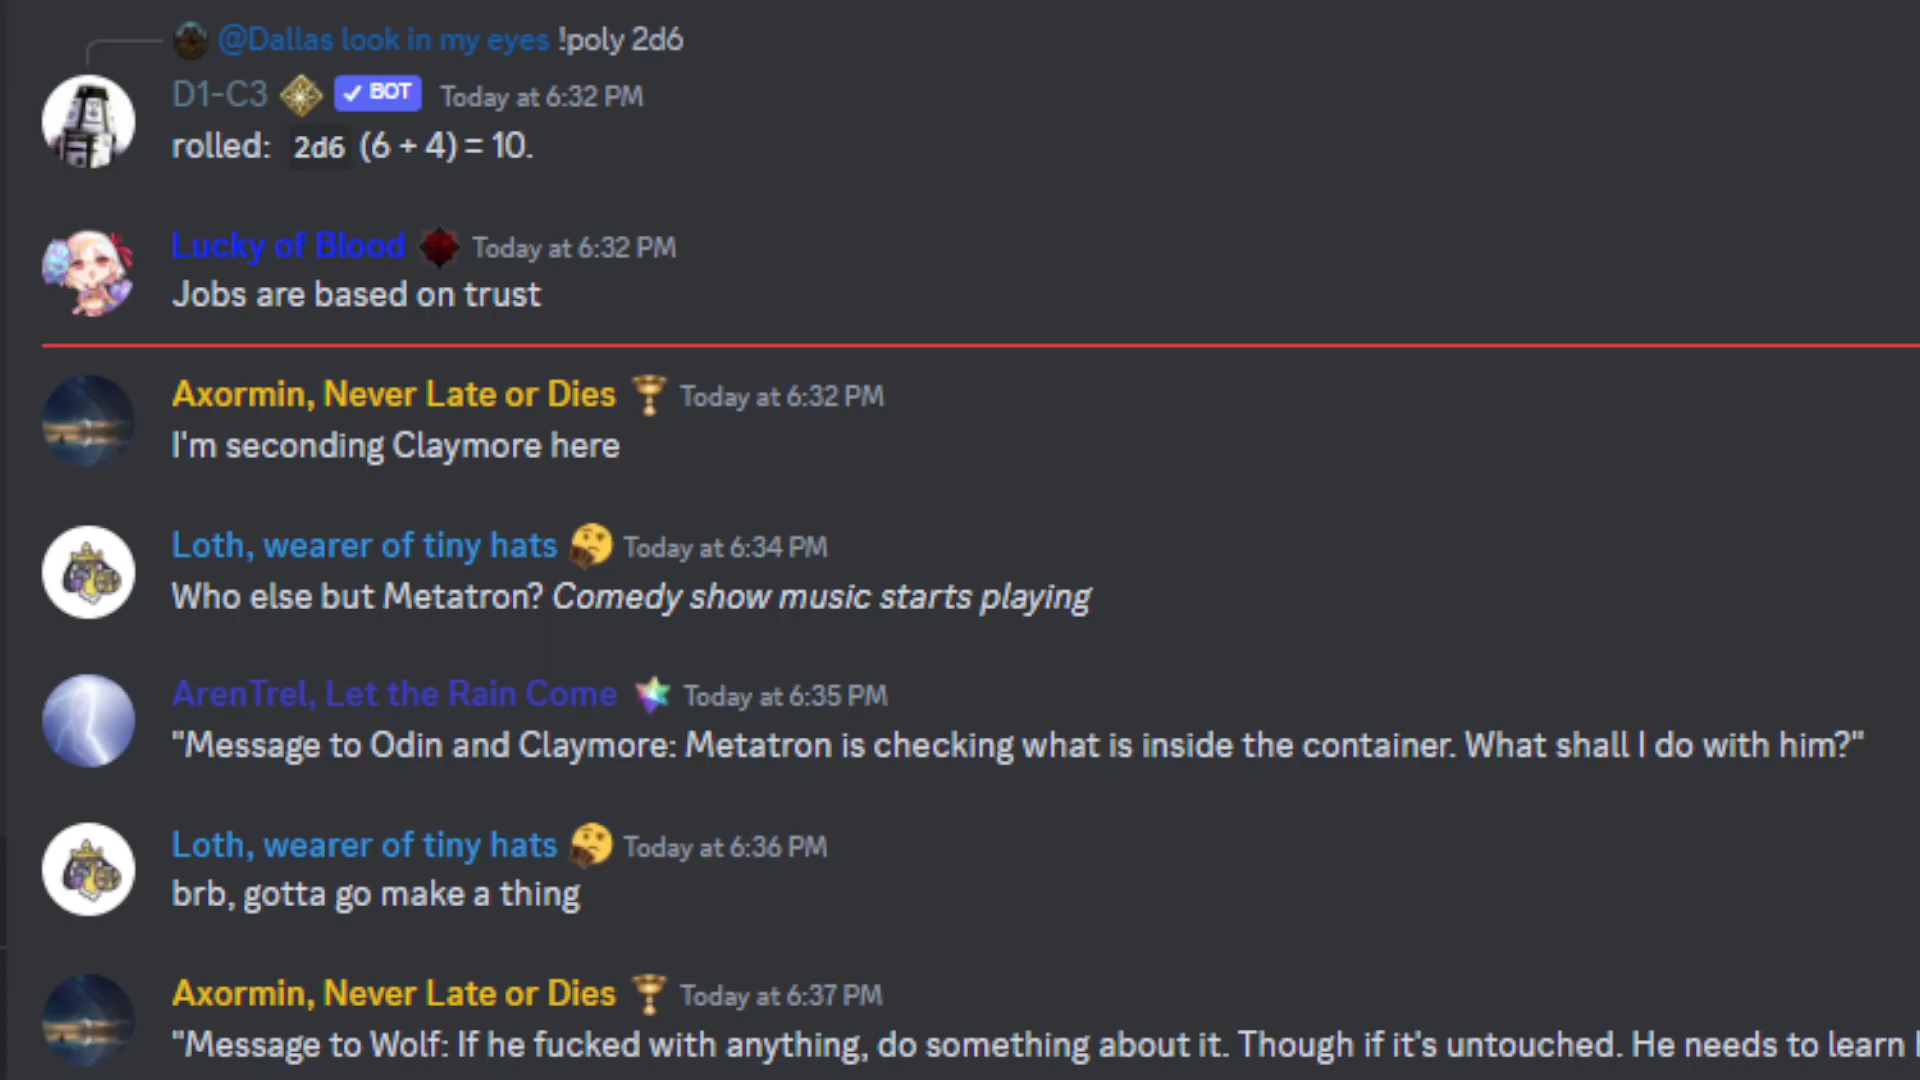 @Dallas look in my eyes !poly 2d6
D1-C3 BOT Today at 6:32 PM
rolled: 2d6 (6 + 4) = 10.
Lucky of Blood Today at 6:32 PM
Jobs are based on trust
Axormin, Never Late or Dies Today at 6:32 PM
I'm seconding Claymore here
Loth, wearer of tiny hats Today at 6:34 PM
Who else but Metatron? Comedy show music starts playing
ArenTrel, Let the Rain Come Today at 6:35 PM
"Message to Odin and Claymore: Metatron is checking what is inside the container. What shall I do with him?"
Loth, wearer of tiny hats Today at 6:36 PM
brb, gotta go make a thing
Axormin, Never Late or Dies Today at 6:37 PM
"Message to Wolf: If he fucked with anything, do something about it. Though if it's untouched. He needs to learn